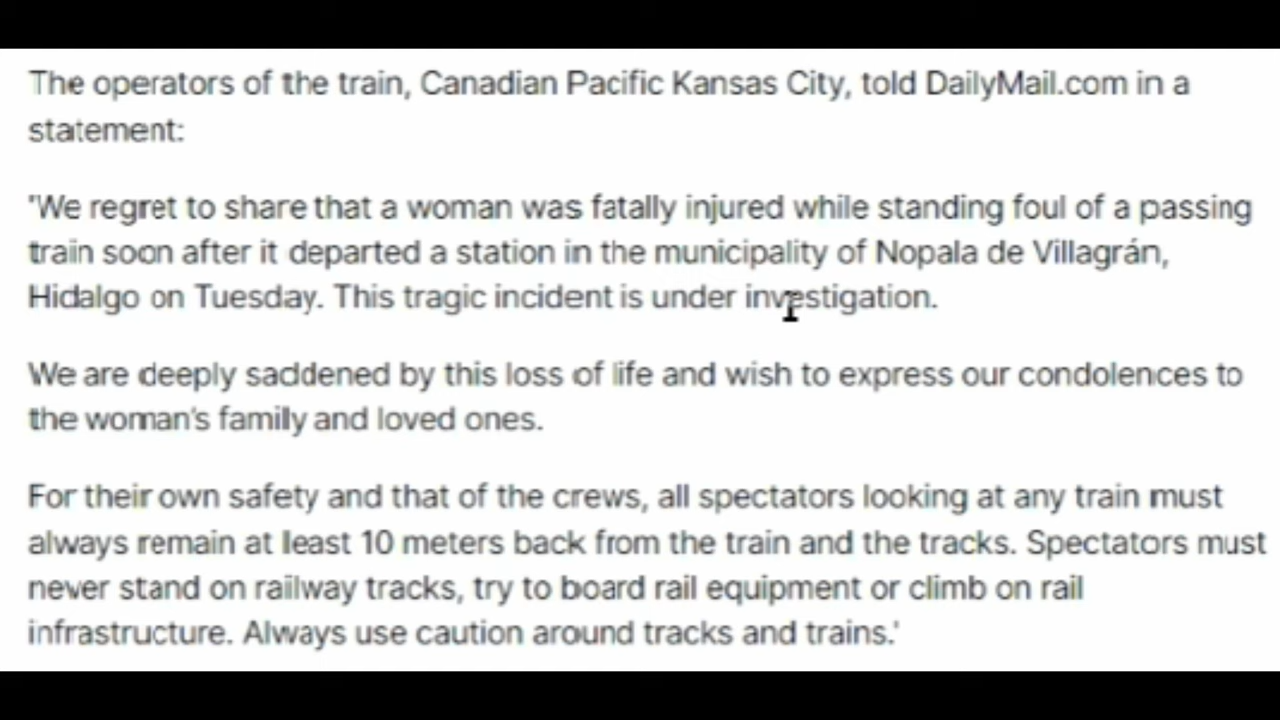 The operators of the train, Canadian Pacific Kansas City, told DailyMail.com in a
statement:
'We regret to share that a woman was fatally injured while standing foul of a passing
train soon after it departed a station in the municipality of Nopala de Villagrán,
Hidalgo on Tuesday. This tragic incident is under investigation.
We are deeply saddened by this loss of life and wish to express our condolences to
the woman's family and loved ones.
For their own safety and that of the crews, all spectators looking at any train must
always remain at least 10 meters back from the train and the tracks. Spectators must
never stand on railway tracks, try to board rail equipment or climb on rail
infrastructure. Always use caution around tracks and trains.'